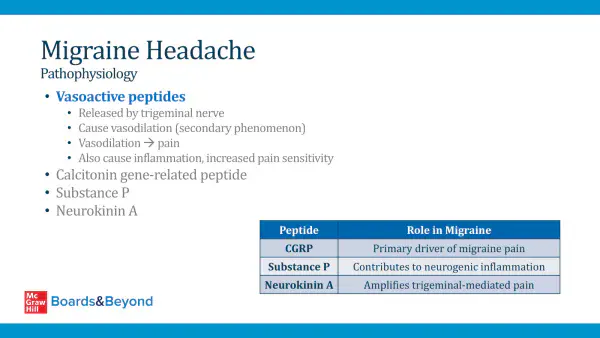 Migraine Headache
Pathophysiology
• Vasoactive peptides
• Released by trigeminal nerve
• Cause vasodilation (secondary phenomenon)
• Vasodilation → pain
• Also cause inflammation, increased pain sensitivity
• Calcitonin gene-related peptide
• Substance P
• Neurokinin A
Peptide Role in Migraine
CGRP Primary driver of migraine pain
Substance P Contributes to neurogenic inflammation
Neurokinin A Amplifies trigeminal-mediated pain
Mc
Graw
Hill
Boards&Beyond